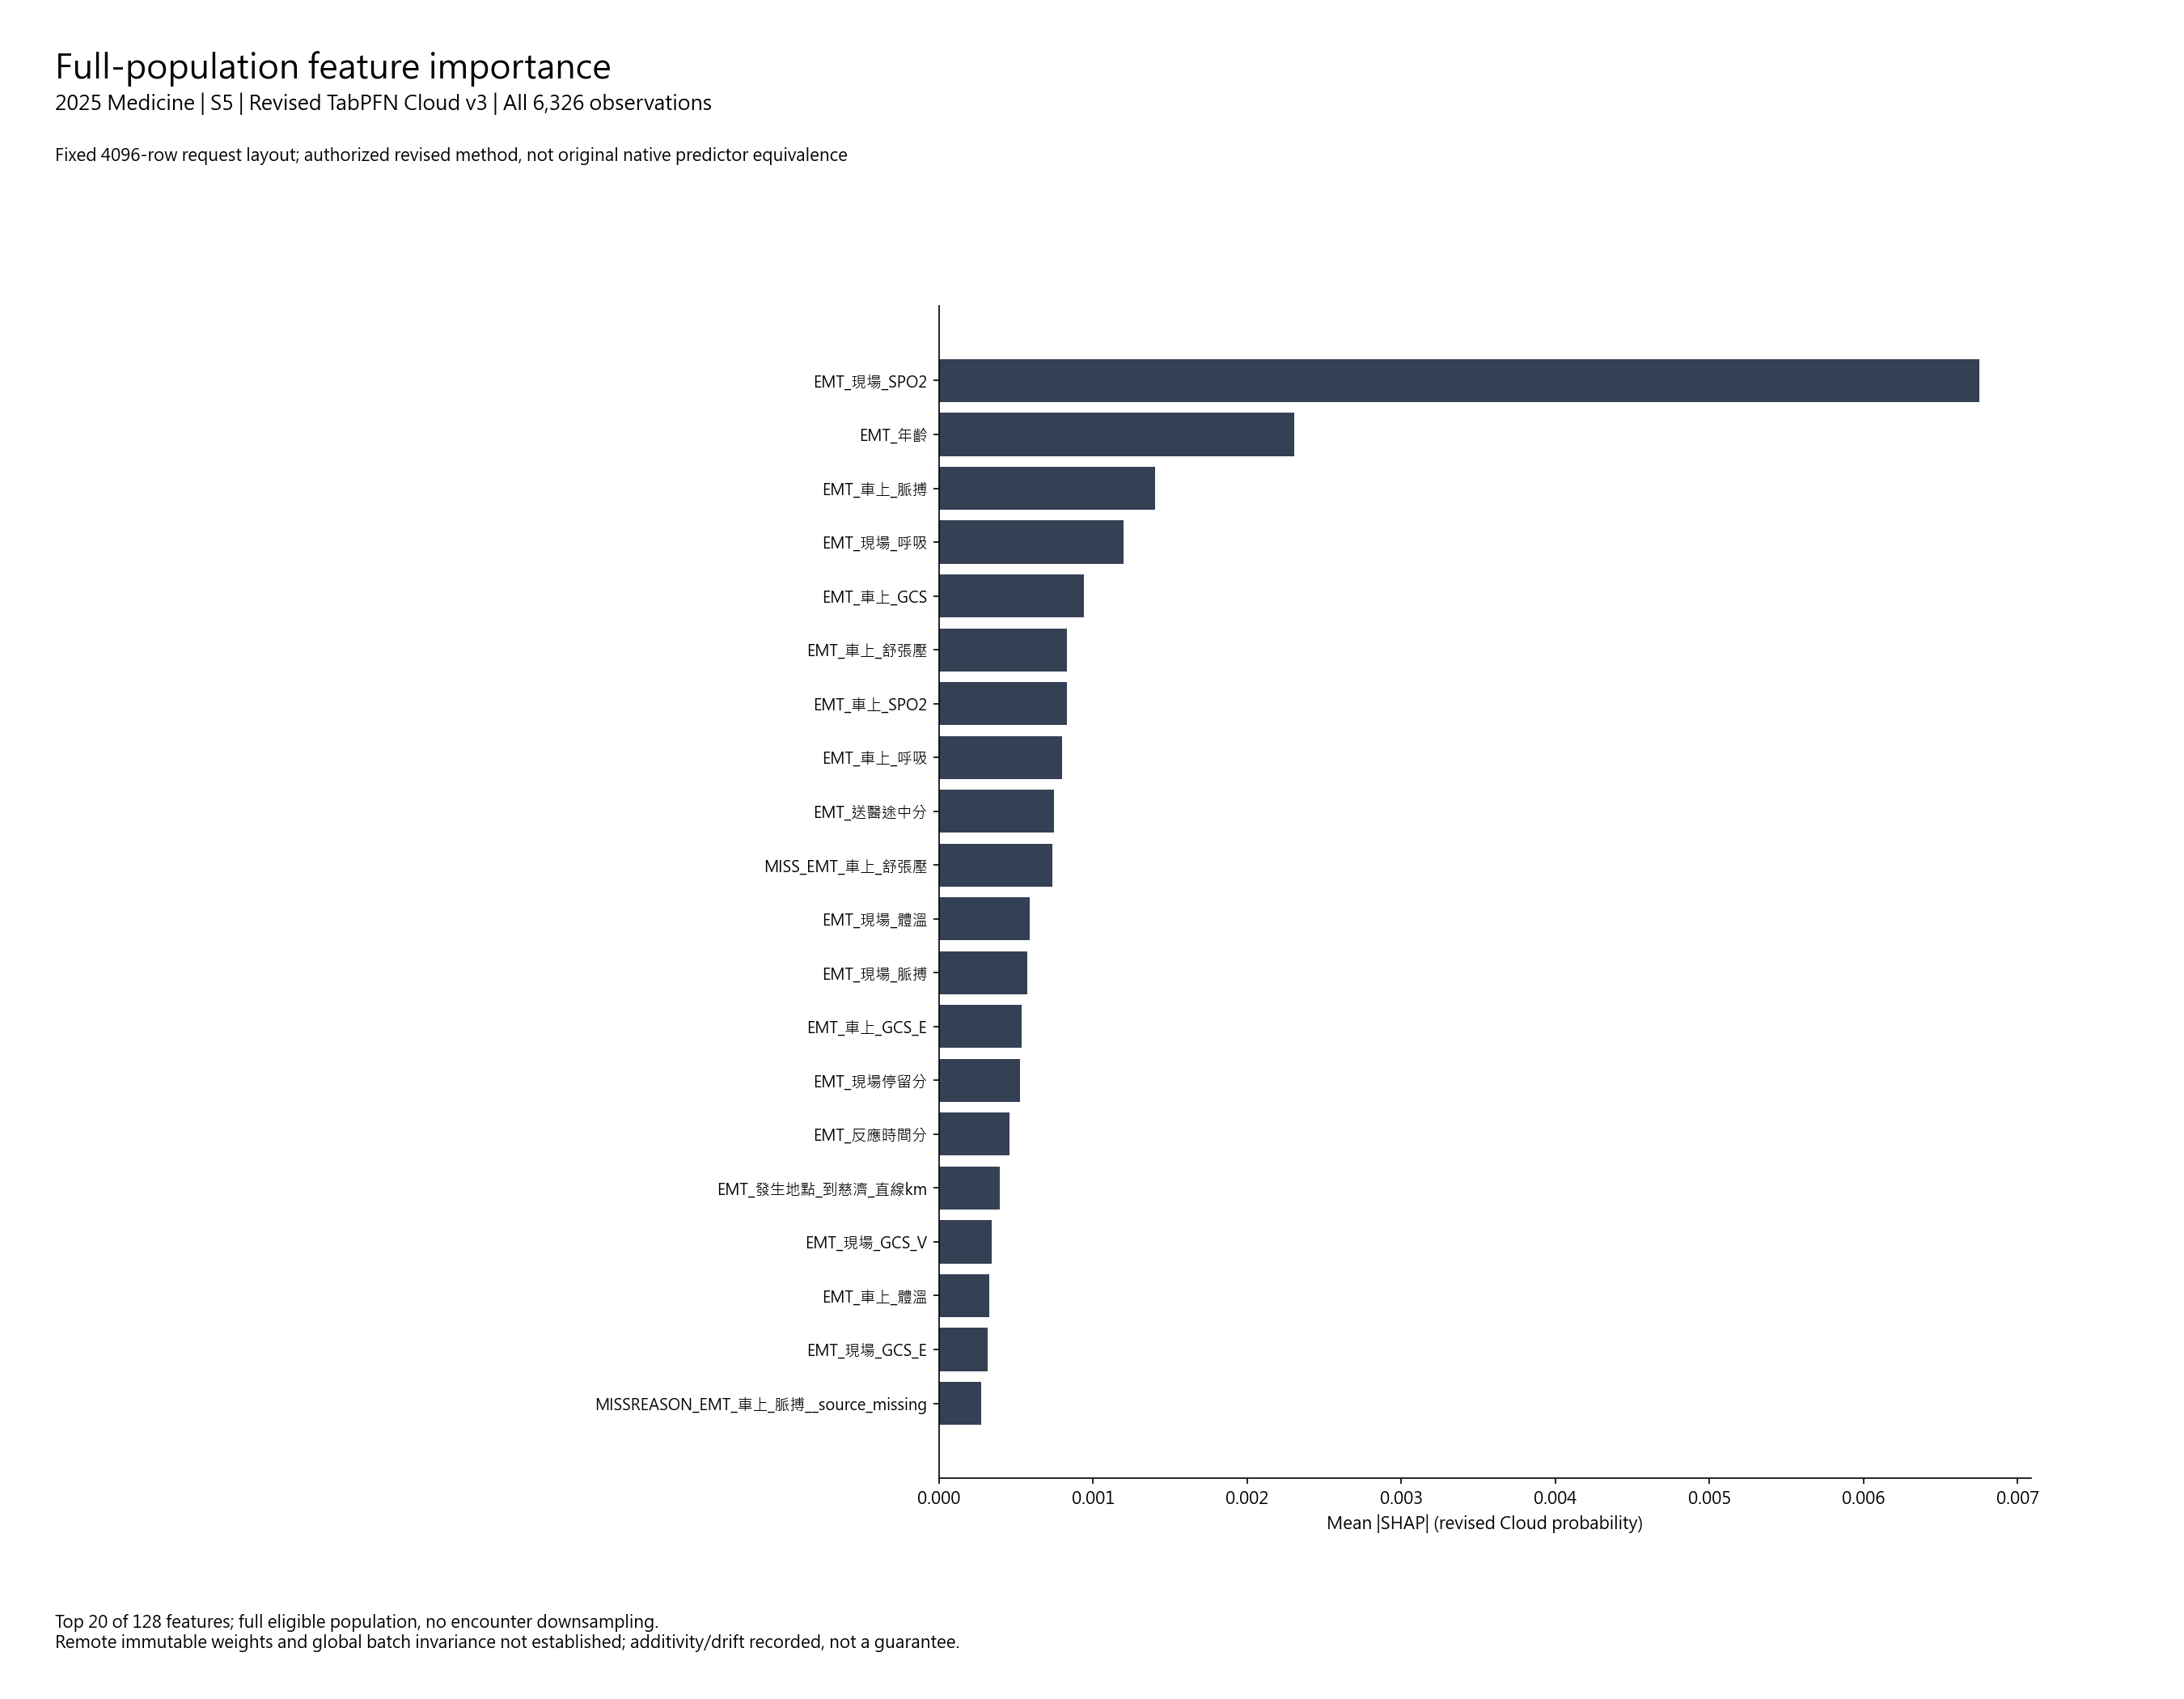 Full-population feature importance
2025 Medicine | S5 | Revised TabPFN Cloud v3 | All 6,326 observations
Fixed 4096-row request layout; authorized revised method, not original native predictor equivalence
EMT_現場_SPO2
EMT_年齡
EMT_車上_脈搏
EMT_現場_呼吸
EMT_車上_GCS
EMT_車上_舒張壓
EMT_車上_SPO2
EMT_車上_呼吸
EMT_送醫途中分
MISS_EMT_車上_舒張壓
EMT_現場_體溫
EMT_現場_脈搏
EMT_車上_GCS_E
EMT_現場停留分
EMT_反應時間分
EMT_發生地點_到慈濟_直線km
EMT_現場_GCS_V
EMT_車上_體溫
EMT_現場_GCS_E
MISSREASON_EMT_車上_脈搏__source_missing
0.000 0.001 0.002 0.003 0.004 0.005 0.006 0.007
Mean |SHAP| (revised Cloud probability)
Top 20 of 128 features; full eligible population, no encounter downsampling.
Remote immutable weights and global batch invariance not established; additivity/drift recorded, not a guarantee.